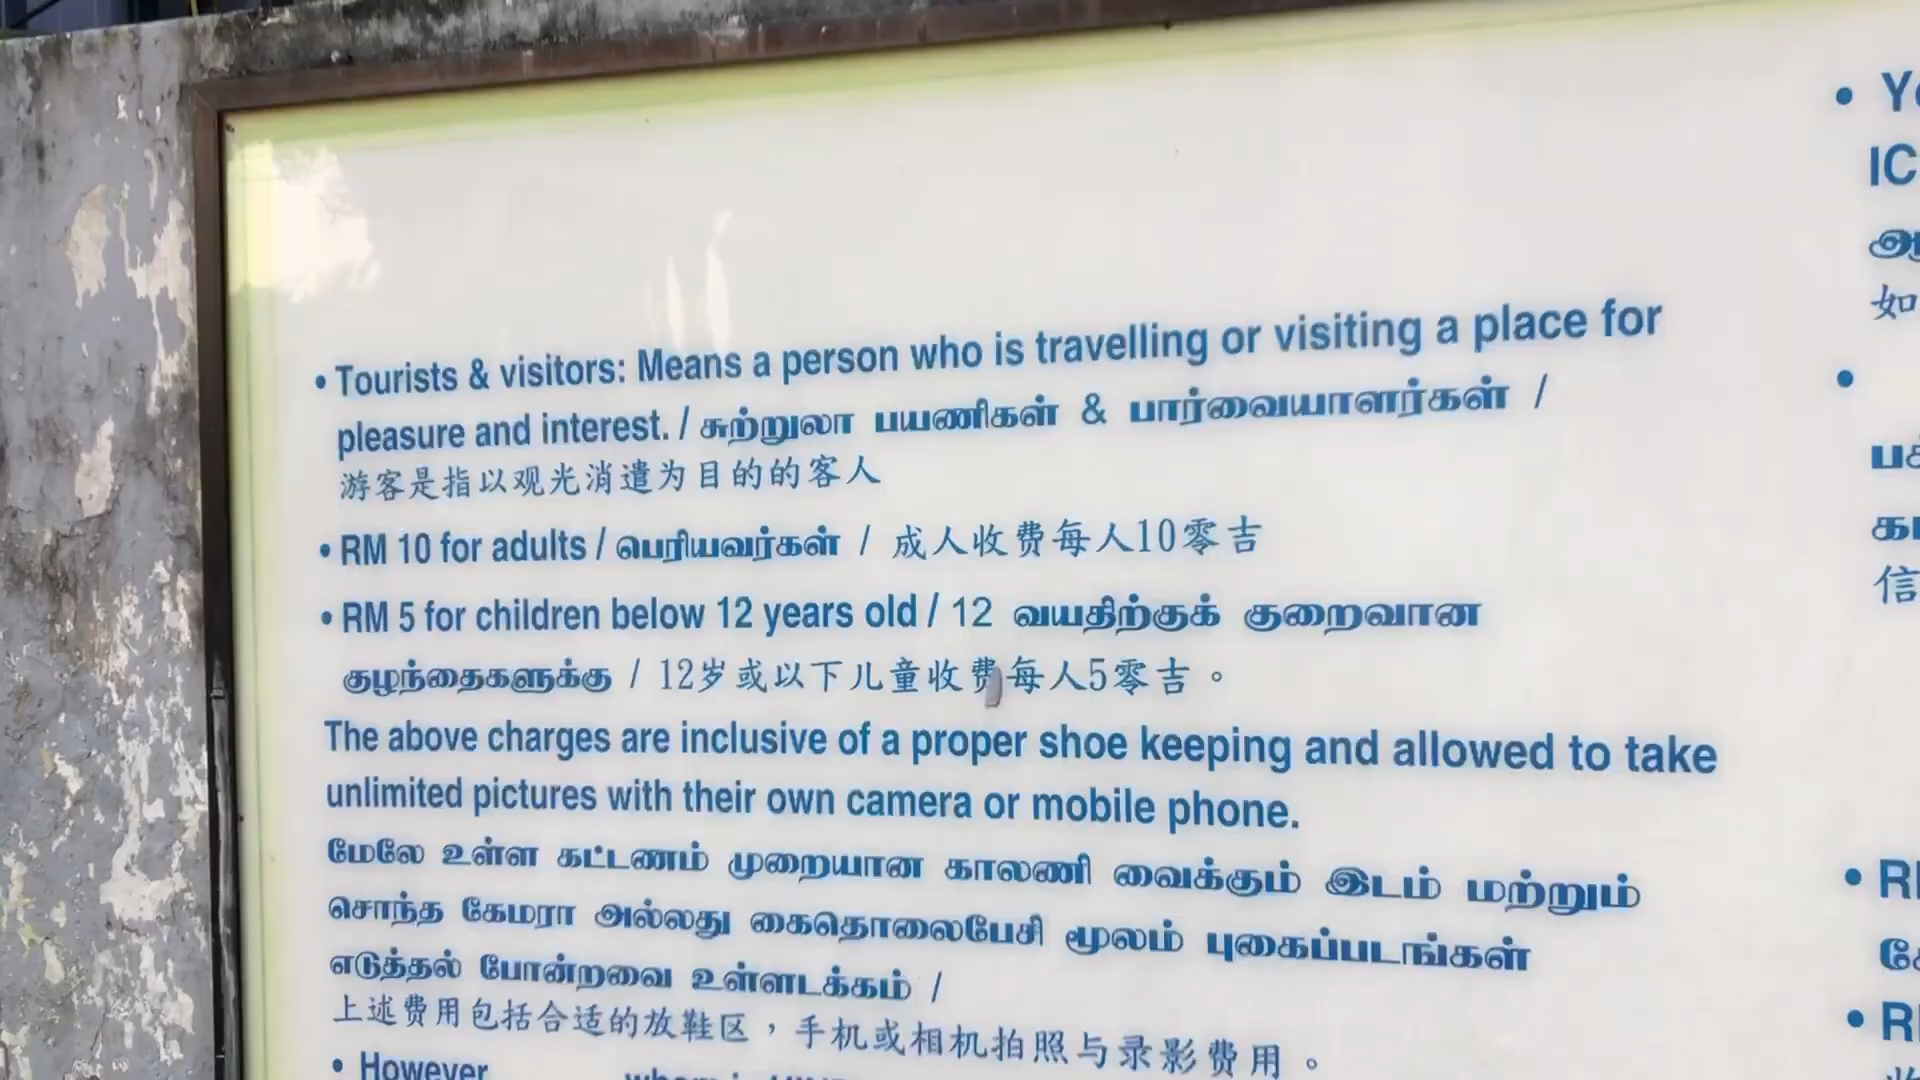 • Tourists & visitors: Means a person who is travelling or visiting a place for
pleasure and interest. / சுற்றுலா பயணிகள் & பார்வையாளர்கள் /
游客是指以观光消遣为目的的客人
• RM 10 for adults / பெரியவர்கள் / 成人收费每人10零吉
• RM 5 for children below 12 years old / 12 வயதிற்குக் குறைவான
குழந்தைகளுக்கு / 12岁或以下儿童收费每人5零吉。
The above charges are inclusive of a proper shoe keeping and allowed to take
unlimited pictures with their own camera or mobile phone.
மேலே உள்ள கட்டணம் முறையான காலணி வைக்கும் இடம் மற்றும்
சொந்த கேமரா அல்லது கைதொலைபேசி மூலம் புகைப்படங்கள்
எடுத்தல் போன்றவை உள்ளடக்கம் /
上述费用包括合适的放鞋区，手机或相机拍照与录影费用。
• However
•
IC
如
•
信
•
•